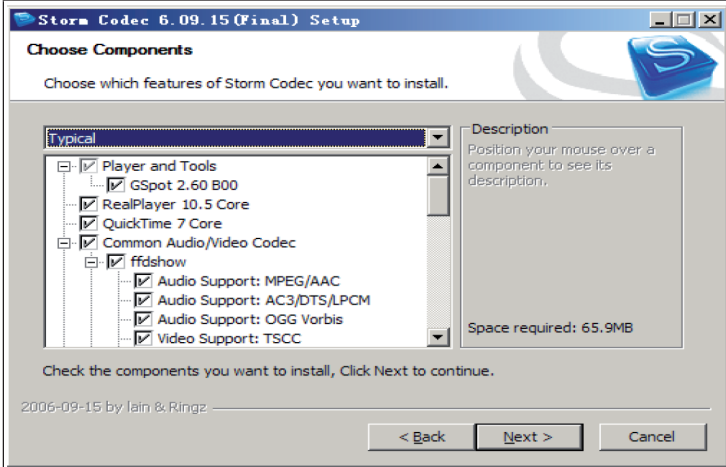 Storm Codec 6.09.15(Final) Setup
Choose Components
Choose which features of Storm Codec you want to install.
Typical
Player and Tools
GSpot 2.60 B00
RealPlayer 10.5 Core
QuickTime 7 Core
Common Audio/Video Codec
ffdshow
Audio Support: MPEG/AAC
Audio Support: AC3/DTS/LPCM
Audio Support: OGG Vorbis
Video Support: TSCC
Description
Position your mouse over a
component to see its
description.
Space required: 65.9MB
Check the components you want to install, Click Next to continue.
2006-09-15 by Iain & Ringz
< Back
Next >
Cancel